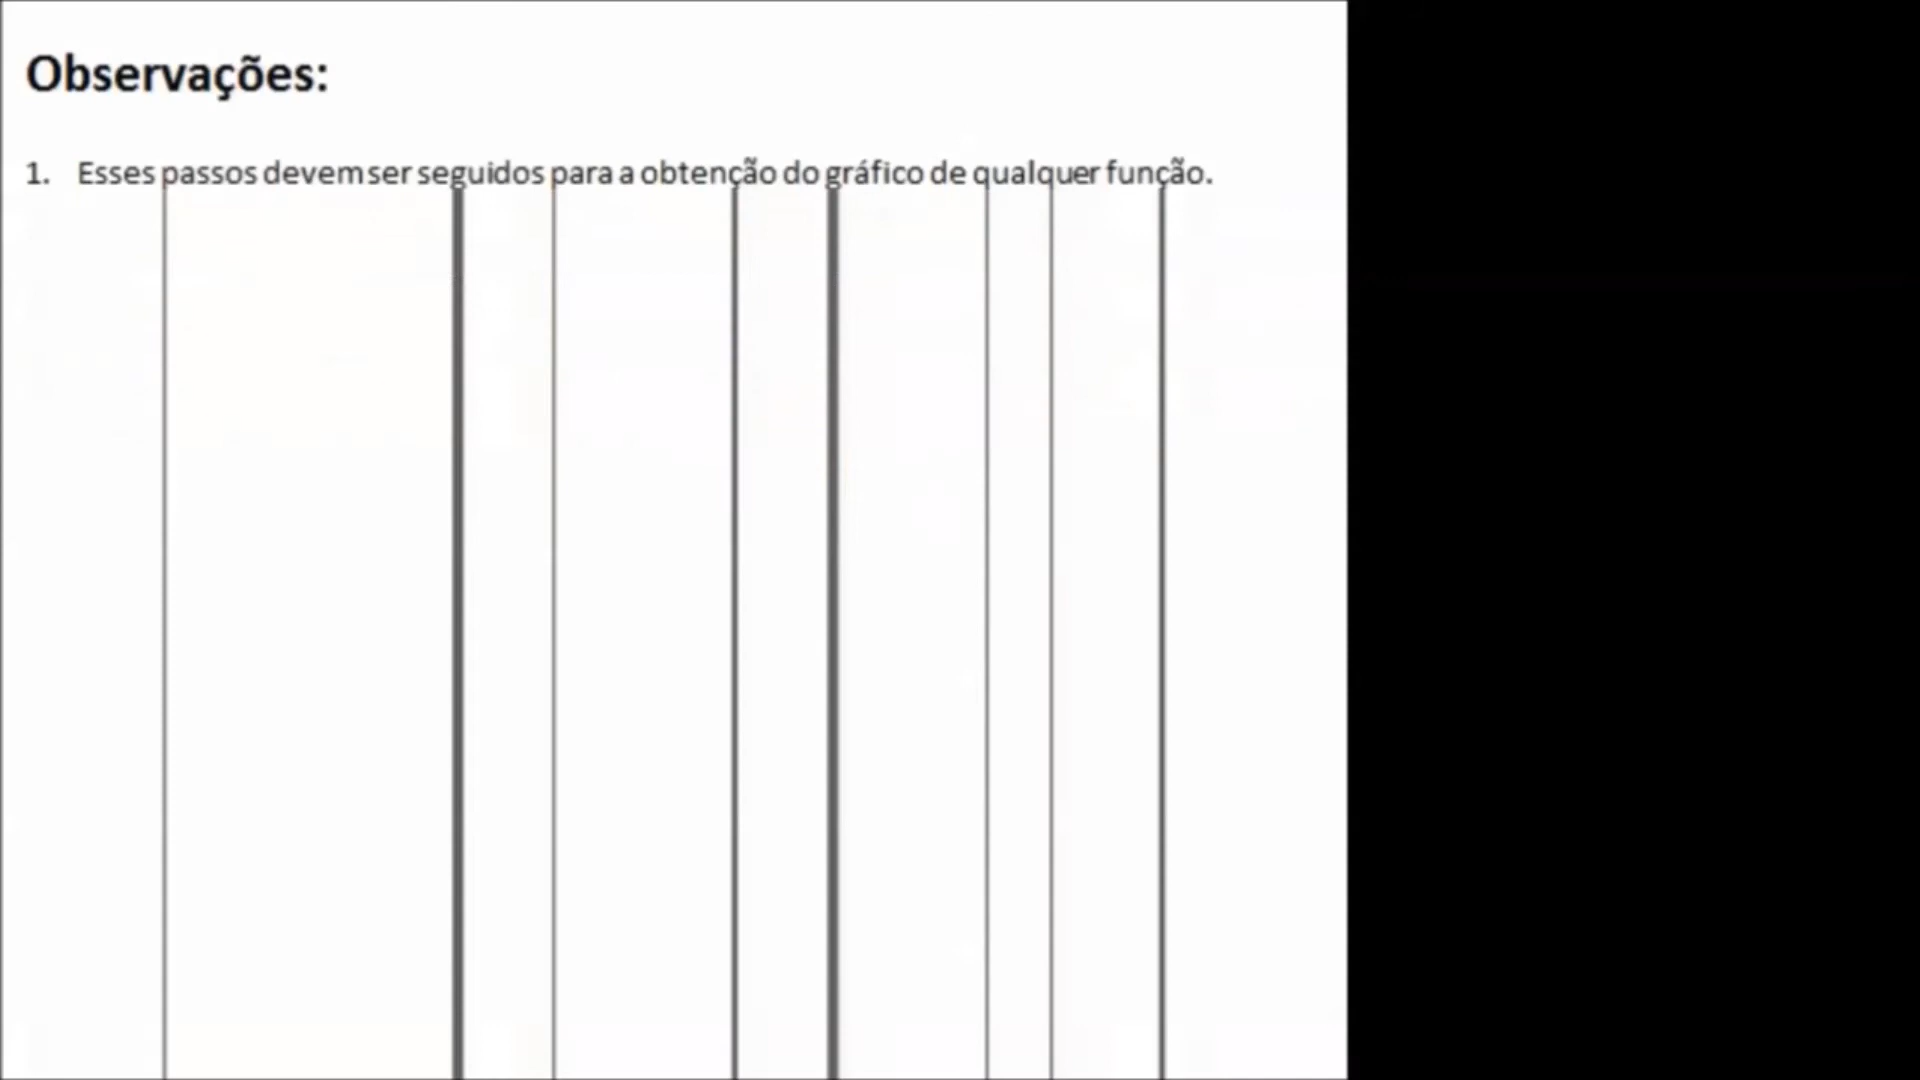 Observações:
1. Esses passos devem ser seguidos para a obtenção do gráfico de qualquer função.